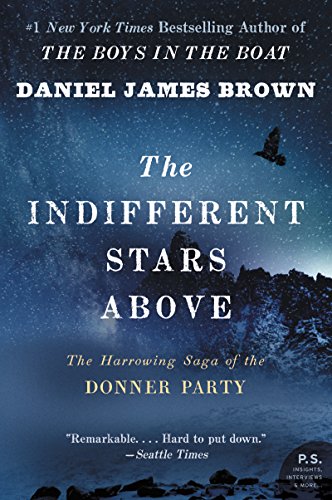 #1 New York Times Bestselling Author of
THE BOYS IN THE BOAT
DANIEL JAMES BROWN
The
INDIFFERENT
STARS
ABOVE
The Harrowing Saga of the
DONNER PARTY
"Remarkable. . . . Hard to put down."
—Seattle Times
P.S.
INSIGHTS,
INTERVIEWS
& MORE...